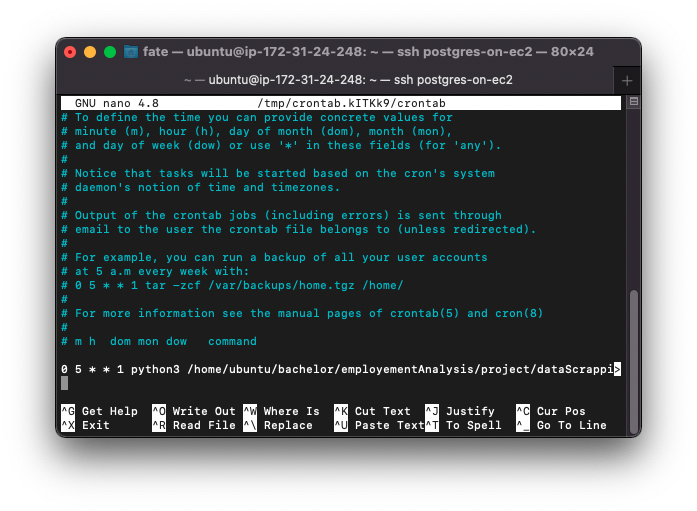 fate — ubuntu@ip-172-31-24-248: ~ — ssh postgres-on-ec2 — 80×24
~ — ubuntu@ip-172-31-24-248: ~ — ssh postgres-on-ec2 +
GNU nano 4.8 /tmp/crontab.kITKk9/crontab
# To define the time you can provide concrete values for
# minute (m), hour (h), day of month (dom), month (mon),
# and day of week (dow) or use '*' in these fields (for 'any').
#
# Notice that tasks will be started based on the cron's system
# daemon's notion of time and timezones.
#
# Output of the crontab jobs (including errors) is sent through
# email to the user the crontab file belongs to (unless redirected).
#
# For example, you can run a backup of all your user accounts
# at 5 a.m every week with:
# 0 5 * * 1 tar -zcf /var/backups/home.tgz /home/
#
# For more information see the manual pages of crontab(5) and cron(8)
#
# m h  dom mon dow   command
0 5 * * 1 python3 /home/ubuntu/bachelor/employementAnalysis/project/dataScrappi>
^G Get Help ^O Write Out ^W Where Is ^K Cut Text ^J Justify ^C Cur Pos
^X Exit ^R Read File ^\ Replace ^U Paste Text ^T To Spell ^_ Go To Line